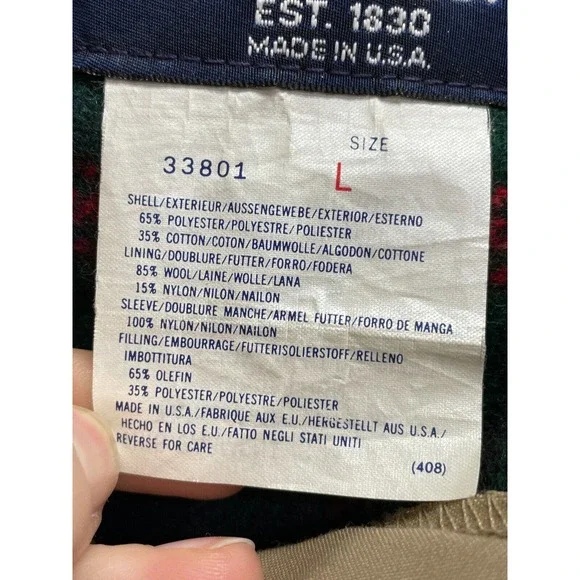 EST. 1830
MADE IN U.S.A.
SIZE
33801 L
SHELL/EXTERIEUR/AUSSENGEWEBE/EXTERIOR/ESTERNO
65% POLYESTER/POLYESTRE/POLIESTER
35% COTTON/COTON/BAUMWOLLE/ALGODON/COTTONE
LINING/DOUBLURE/FUTTER/FORRO/FODERA
85% WOOL/LAINE/WOLLE/LANA
15% NYLON/NILON/NAILON
SLEEVE/DOUBLURE MANCHE/ARMEL FUTTER/FORRO DE MANGA
100% NYLON/NILON/NAILON
FILLING/EMBOURRAGE/FUTTERISOLIERSTOFF/RELLENO
IMBOTTITURA
65% OLEFIN
35% POLYESTER/POLYESTRE/POLIESTER
MADE IN U.S.A./FABRIQUE AUX E.U./HERGESTELLT AUS U.S.A./
HECHO EN LOS E.U./FATTO NEGLI STATI UNITI
REVERSE FOR CARE
(408)